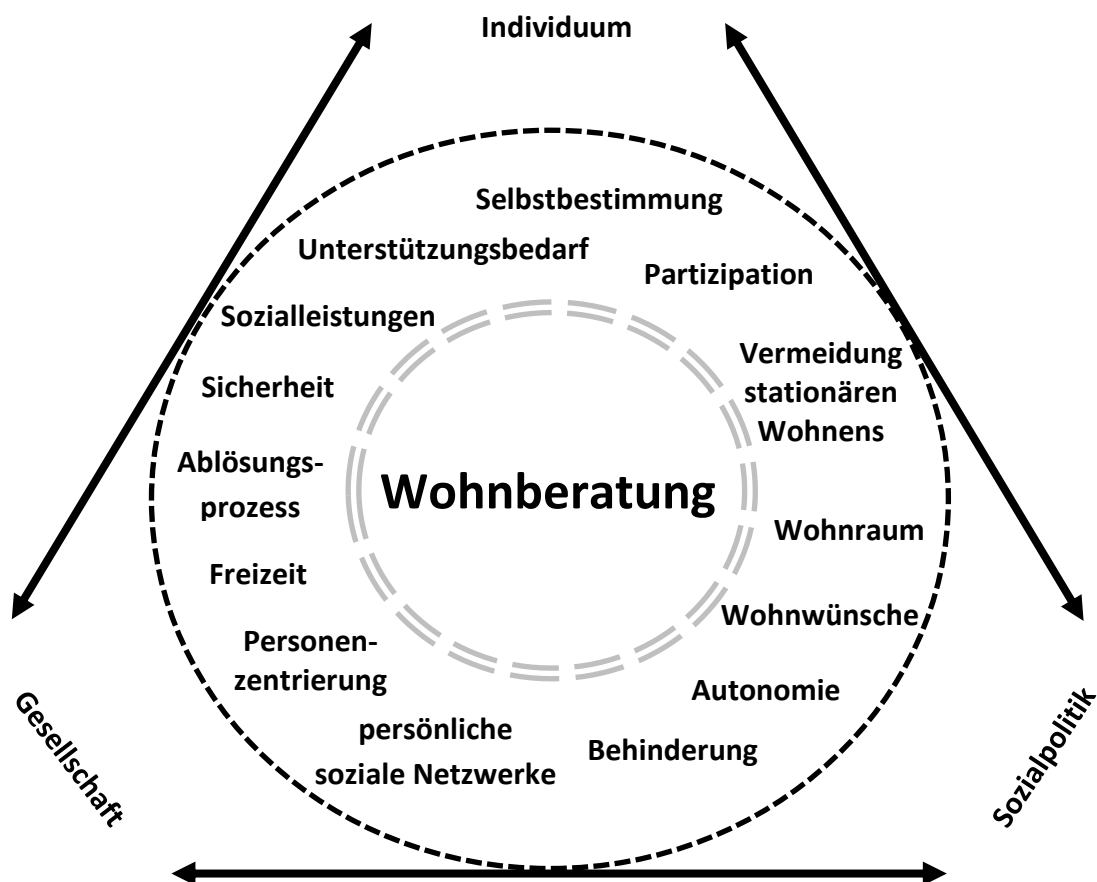 Individuum
Selbstbestimmung
Unterstützungsbedarf
Partizipation
Sozialleistungen
Vermeidung
stationären
Wohnens
Sicherheit
Ablösungs-
prozess
Wohnberatung
Wohnraum
Freizeit
Wohnwünsche
Personen-
zentrierung
Autonomie
persönliche
soziale Netzwerke
Behinderung
Gesellschaft
Sozialpolitik